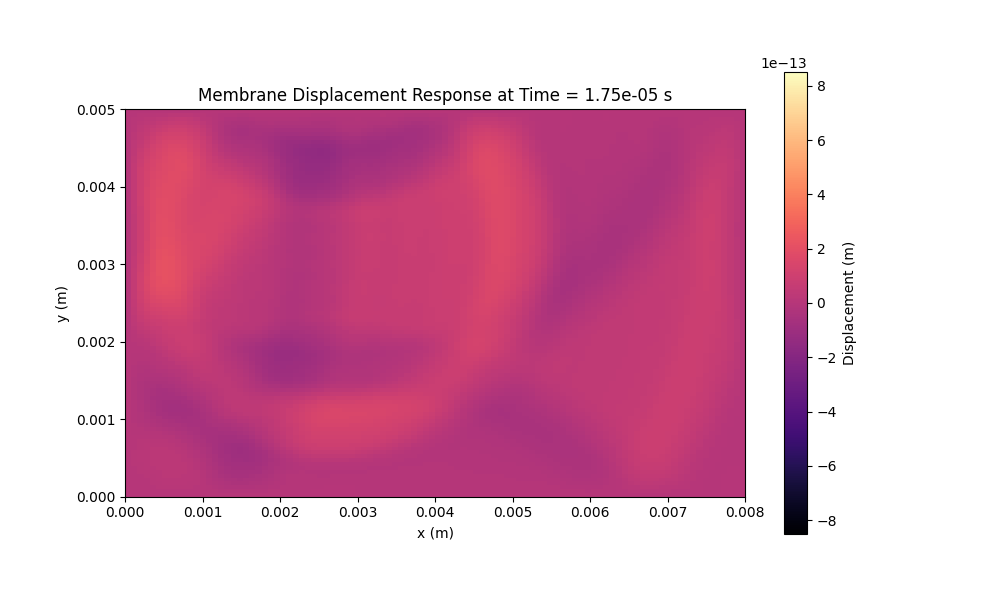 1e−13
Membrane Displacement Response at Time = 1.75e-05 s
0.005
0.004
0.003
0.002
0.001
0.000
y (m)
0.000 0.001 0.002 0.003 0.004 0.005 0.006 0.007 0.008
x (m)
8
6
4
2
0
−2
−4
−6
−8
Displacement (m)